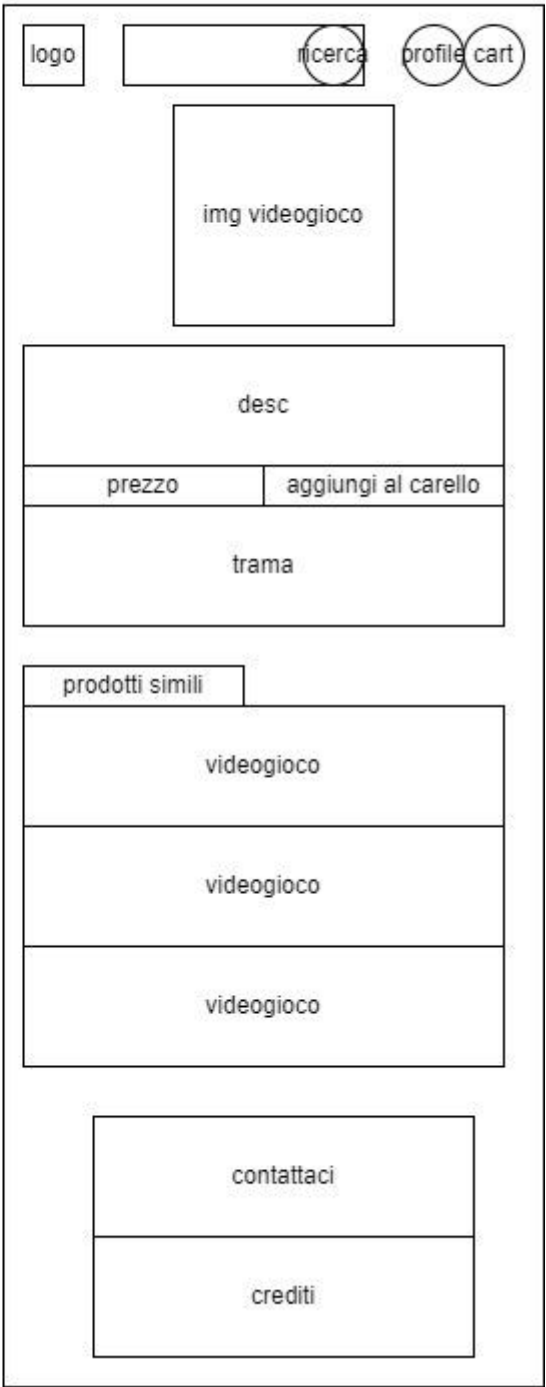 logo
ricerca
profile
cart
img videogioco
desc
prezzo
aggiungi al carello
trama
prodotti simili
videogioco
videogioco
videogioco
contattaci
crediti